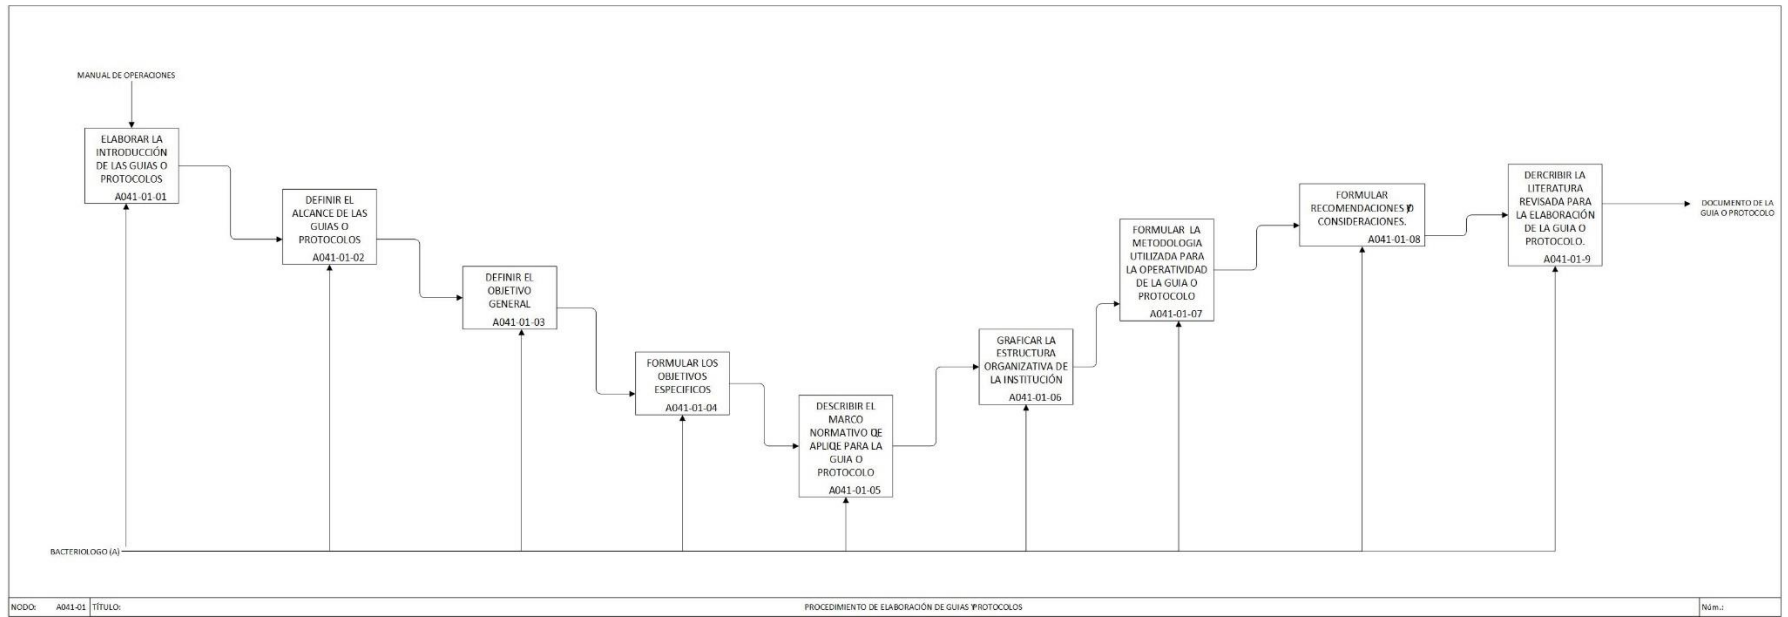 MANUAL DE OPERACIONES
ELABORAR LA
INTRODUCCIÓN
DE LAS GUIAS O
PROTOCOLOS
A041-01-01
DEFINIR EL
ALCANCE DE LAS
GUIAS O
PROTOCOLOS
A041-01-02
DEFINIR EL
OBJETIVO
GENERAL
A041-01-03
FORMULAR LOS
OBJETIVOS
ESPECIFICOS
A041-01-04
DESCRIBIR EL
MARCO
NORMATIVO QE
APLIQE PARA LA
GUIA O
PROTOCOLO
A041-01-05
GRAFICAR LA
ESTRUCTURA
ORGANIZATIVA DE
LA INSTITUCIÓN
A041-01-06
FORMULAR LA
METODOLOGIA
UTILIZADA PARA
LA OPERATIVIDAD
DE LA GUIA O
PROTOCOLO
A041-01-07
FORMULAR
RECOMENDACIONES Y/O
CONSIDERACIONES.
A041-01-08
DERCRIBIR LA
LITERATURA
REVISADA PARA
LA ELABORACIÓN
DE LA GUIA O
PROTOCOLO.
A041-01-9
DOCUMENTO DE LA
GUIA O PROTOCOLO
BACTERIOLOGO (A)
NODO: A041-01 TÍTULO: PROCEDIMIENTO DE ELABORACIÓN DE GUIAS Y PROTOCOLOS Núm.: